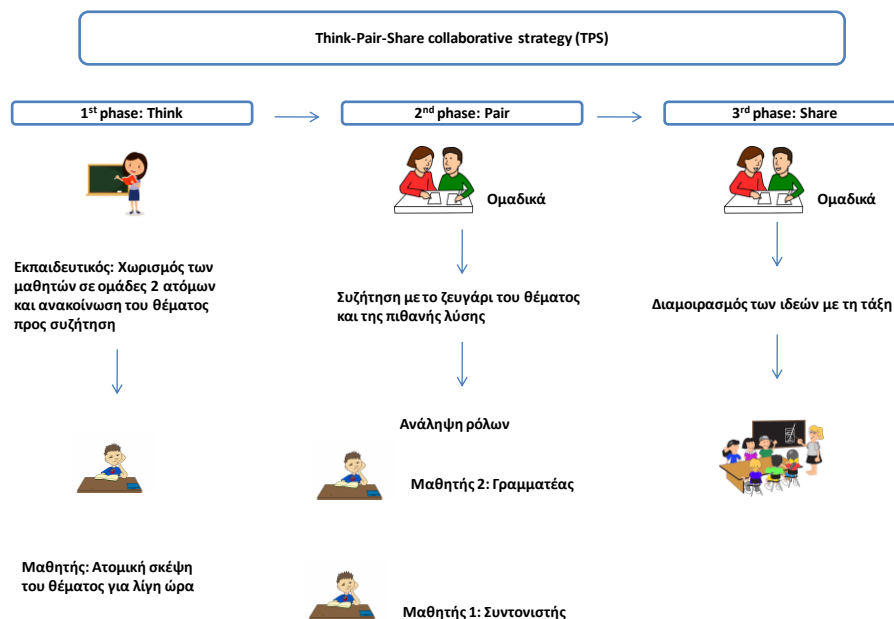 Think-Pair-Share collaborative strategy (TPS)
1st phase: Think
2nd phase: Pair
3rd phase: Share
Ομαδικά
Ομαδικά
Εκπαιδευτικός: Χωρισμός των
μαθητών σε ομάδες 2 ατόμων
και ανακοίνωση του θέματος
προς συζήτηση
Συζήτηση με το ζευγάρι του θέματος
και της πιθανής λύσης
Διαμοιρασμός των ιδεών με τη τάξη
Ανάληψη ρόλων
Μαθητής 2: Γραμματέας
Μαθητής: Ατομική σκέψη
του θέματος για λίγη ώρα
Μαθητής 1: Συντονιστής